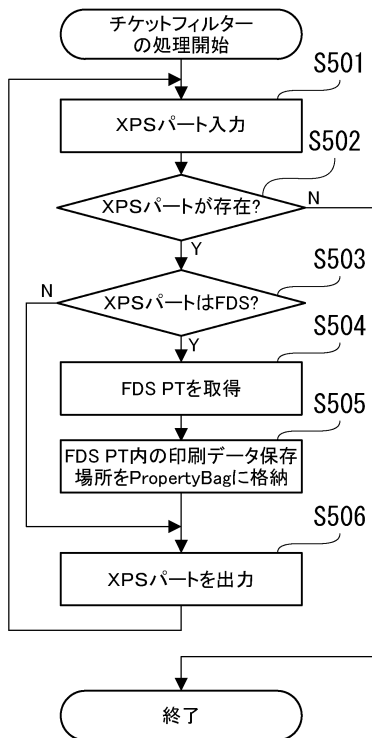 チケットフィルター
の処理開始
S501
XPSパート入力
S502
XPSパートが存在?
N
Y
S503
XPSパートはFDS?
N
Y
S504
FDS PTを取得
S505
FDS PT内の印刷データ保存
場所をPropertyBagに格納
S506
XPSパートを出力
終了